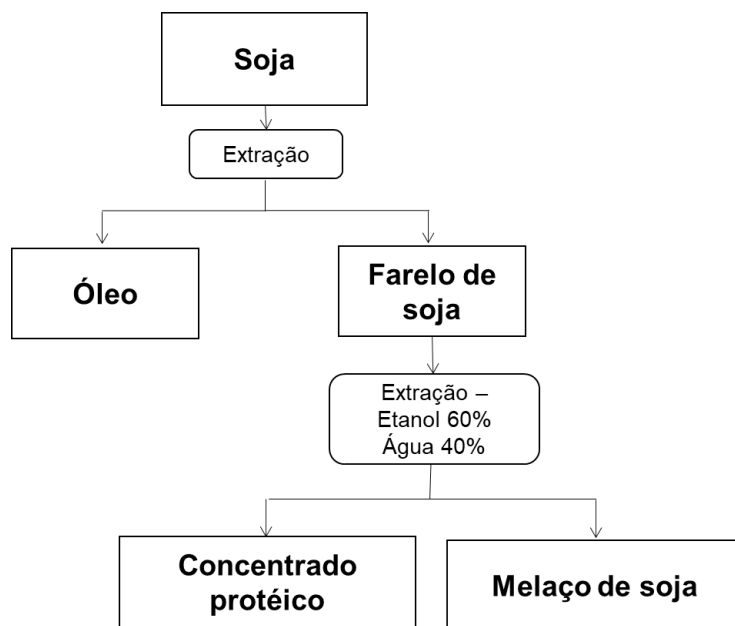 Soja
Extração
Óleo
Farelo de
soja
Extração –
Etanol 60%
Água 40%
Concentrado
protéico
Melaço de soja